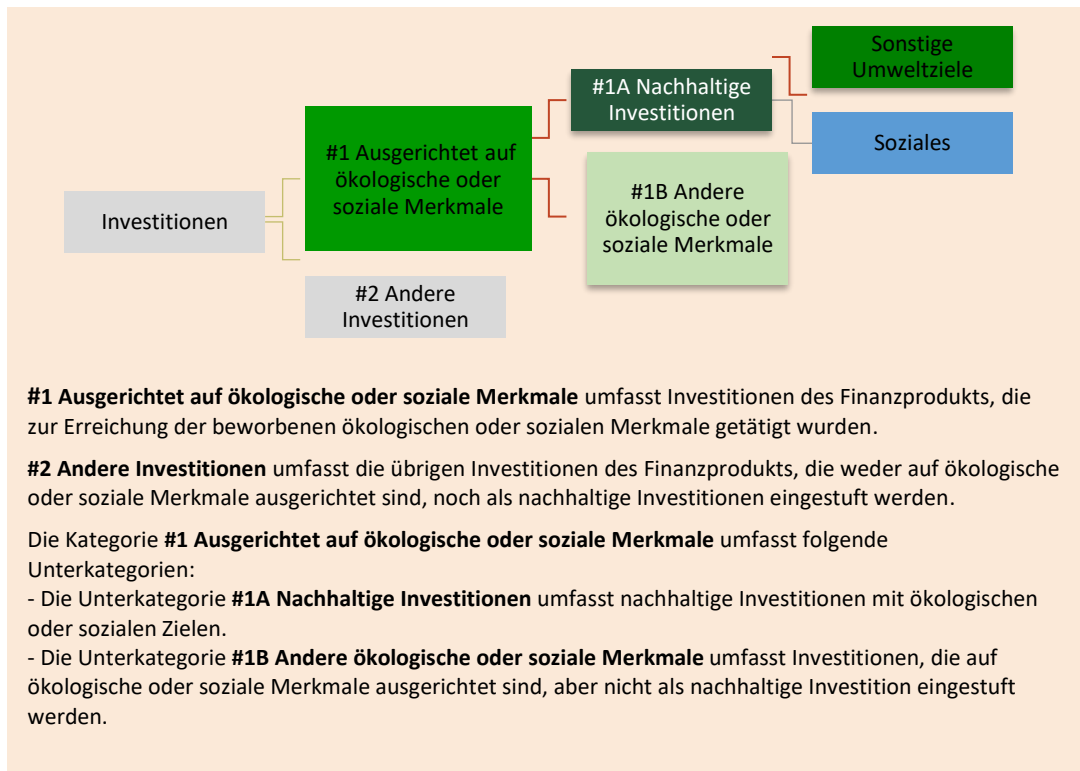 Sonstige
Umweltziele
#1A Nachhaltige
Investitionen
Soziales
#1 Ausgerichtet auf
ökologische oder
soziale Merkmale
#1B Andere
ökologische oder
soziale Merkmale
Investitionen
#2 Andere
Investitionen
#1 Ausgerichtet auf ökologische oder soziale Merkmale umfasst Investitionen des Finanzprodukts, die
zur Erreichung der beworbenen ökologischen oder sozialen Merkmale getätigt wurden.
#2 Andere Investitionen umfasst die übrigen Investitionen des Finanzprodukts, die weder auf ökologische
oder soziale Merkmale ausgerichtet sind, noch als nachhaltige Investitionen eingestuft werden.
Die Kategorie #1 Ausgerichtet auf ökologische oder soziale Merkmale umfasst folgende
Unterkategorien:
- Die Unterkategorie #1A Nachhaltige Investitionen umfasst nachhaltige Investitionen mit ökologischen
oder sozialen Zielen.
- Die Unterkategorie #1B Andere ökologische oder soziale Merkmale umfasst Investitionen, die auf
ökologische oder soziale Merkmale ausgerichtet sind, aber nicht als nachhaltige Investition eingestuft
werden.